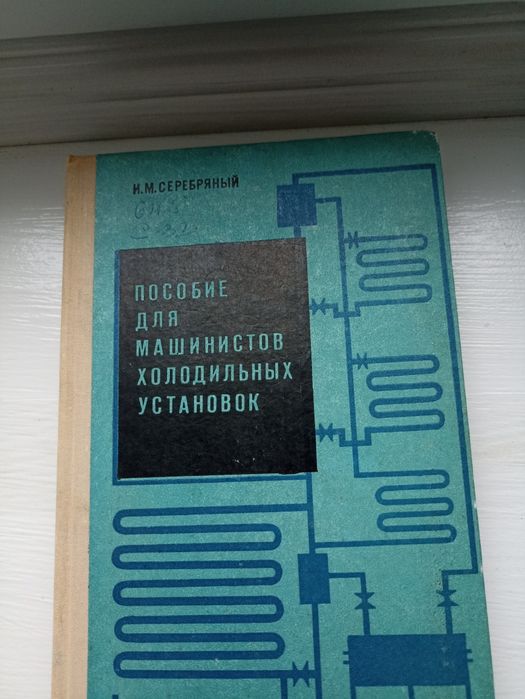 И.М.СЕРЕБРЯНЫЙ
ПОСОБИЕ
ДЛЯ
МАШИНИСТОВ
ХОЛОДИЛЬНЫХ
УСТАНОВОК